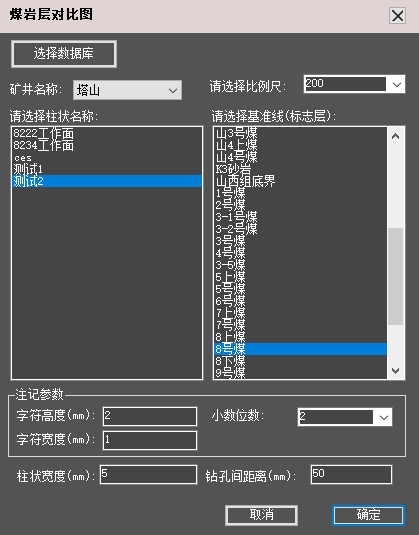 煤岩层对比图
选择数据库
矿井名称: 塔山 请选择比例尺: 200
请选择柱状名称:
8222工作面
8234工作面
ces
测试1
测试2
请选择基准线(标志层):
山3号煤
山4上煤
山4号煤
K3砂岩
山西组底界
1号煤
2号煤
3-1号煤
3-2号煤
3号煤
4号煤
3-5煤
5上煤
5号煤
6号煤
7上煤
7号煤
8上煤
8号煤
8下煤
9号煤
注记参数
字符高度(mm): 2 小数位数: 2
字符宽度(mm): 1
柱状宽度(mm): 5 钻孔间距离(mm): 50
取消 确定